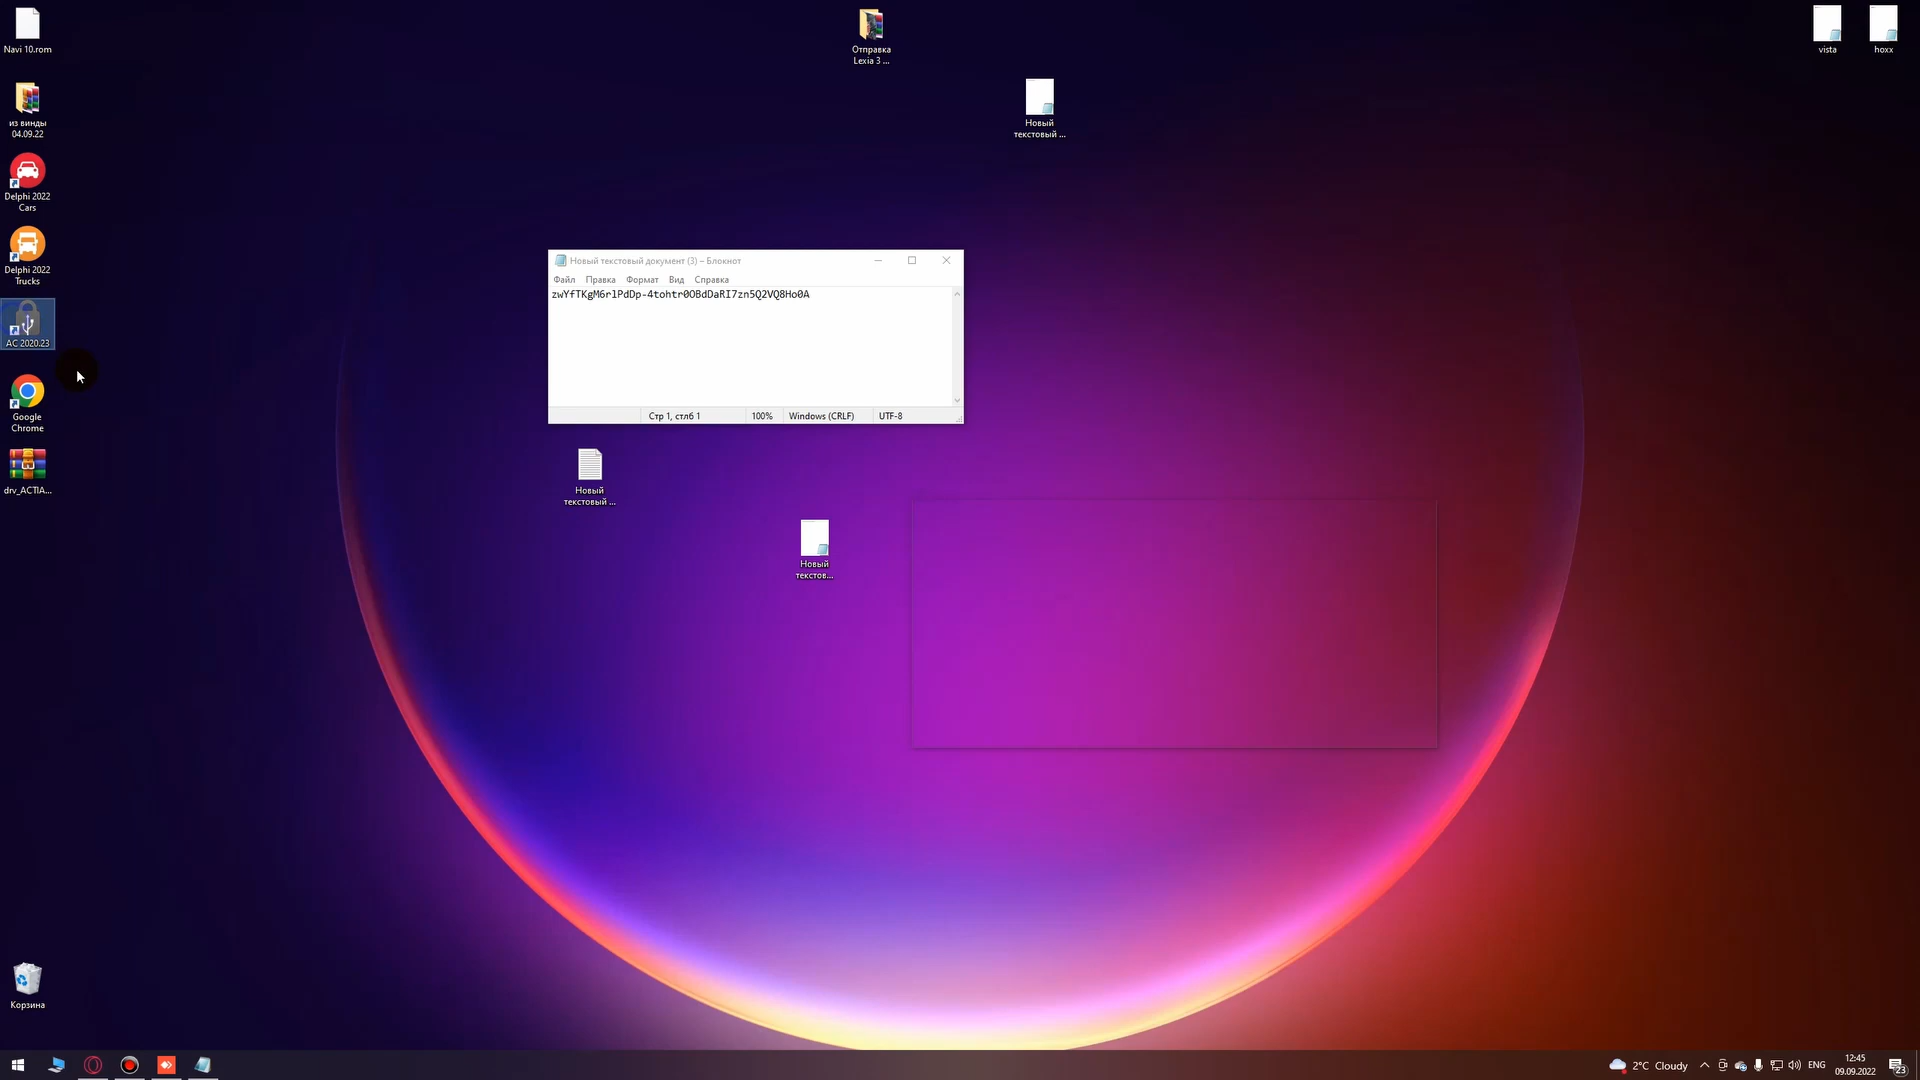 Navi 10.rom
из винды
04.09.22
Delphi 2022
Cars
Delphi 2022
Trucks
AC 2020.23
Google
Chrome
drv_ACTIA...
Корзина
Отправка
Lexia 3 ...
Новый
текстовый ...
vista
hoxx
Новый текстовый документ (3) – Блокнот
Файл Правка Формат Вид Справка
zwYfTKgM6rlPdDp-4tohtr0OBdDaRI7zn5Q2VQ8Ho0A
Стр 1, стлб 1 100% Windows (CRLF) UTF-8
Новый
текстовый ...
Новый
текстов...
2°C Cloudy
ENG
12:45
09.09.2022
23